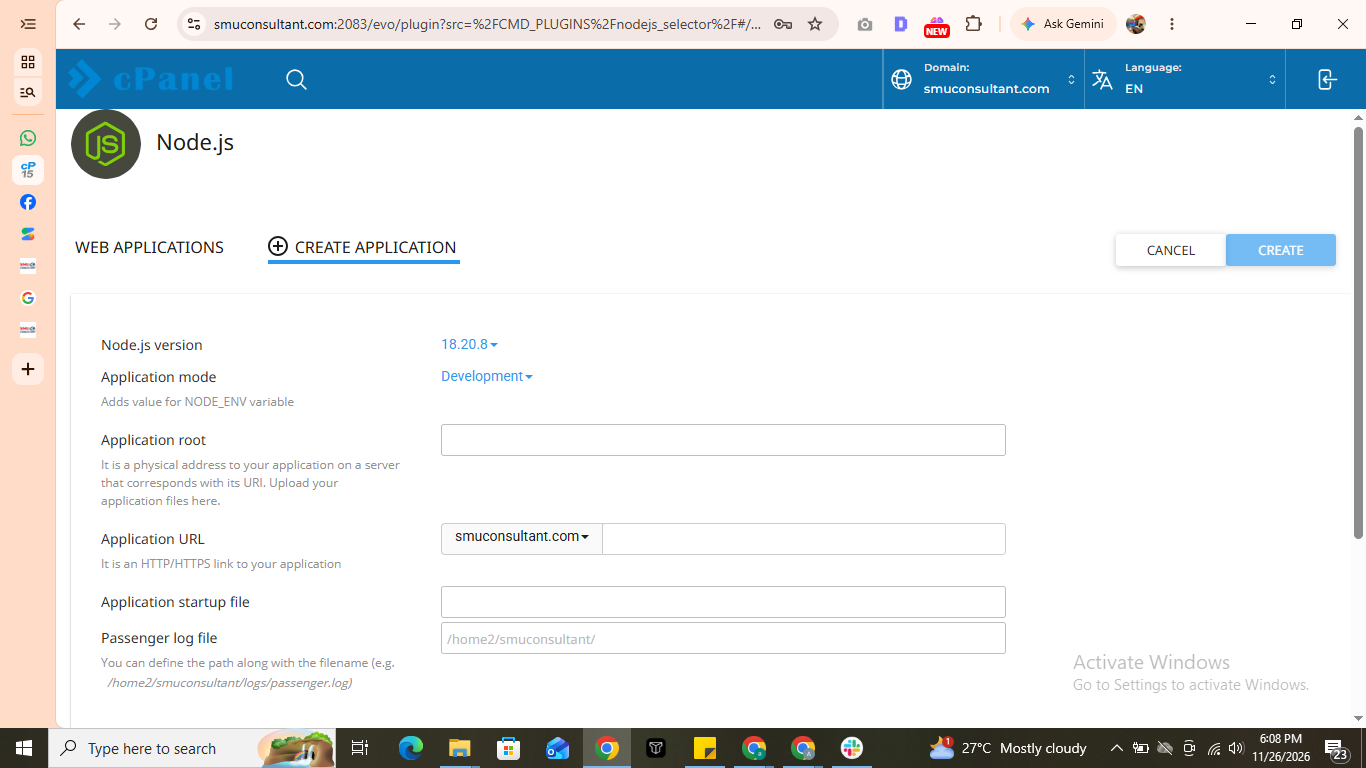 smuconsultant.com:2083/evo/plugin?src=%2FCMD_PLUGINS%2Fnodejs_selector%2F#/...
NEW
Ask Gemini
cPanel
Domain:
smuconsultant.com
Language:
EN
cP
15
JS
Node.js
WEB APPLICATIONS
CREATE APPLICATION
CANCEL
CREATE
Node.js version
18.20.8
Application mode
Development
Adds value for NODE_ENV variable
Application root
It is a physical address to your application on a server
that corresponds with its URI. Upload your
application files here.
Application URL
smuconsultant.com
It is an HTTP/HTTPS link to your application
Application startup file
Passenger log file
/home2/smuconsultant/
You can define the path along with the filename (e.g.
/home2/smuconsultant/logs/passenger.log)
Activate Windows
Go to Settings to activate Windows.
Type here to search
1
27°C Mostly cloudy
6:08 PM
11/26/2026
23